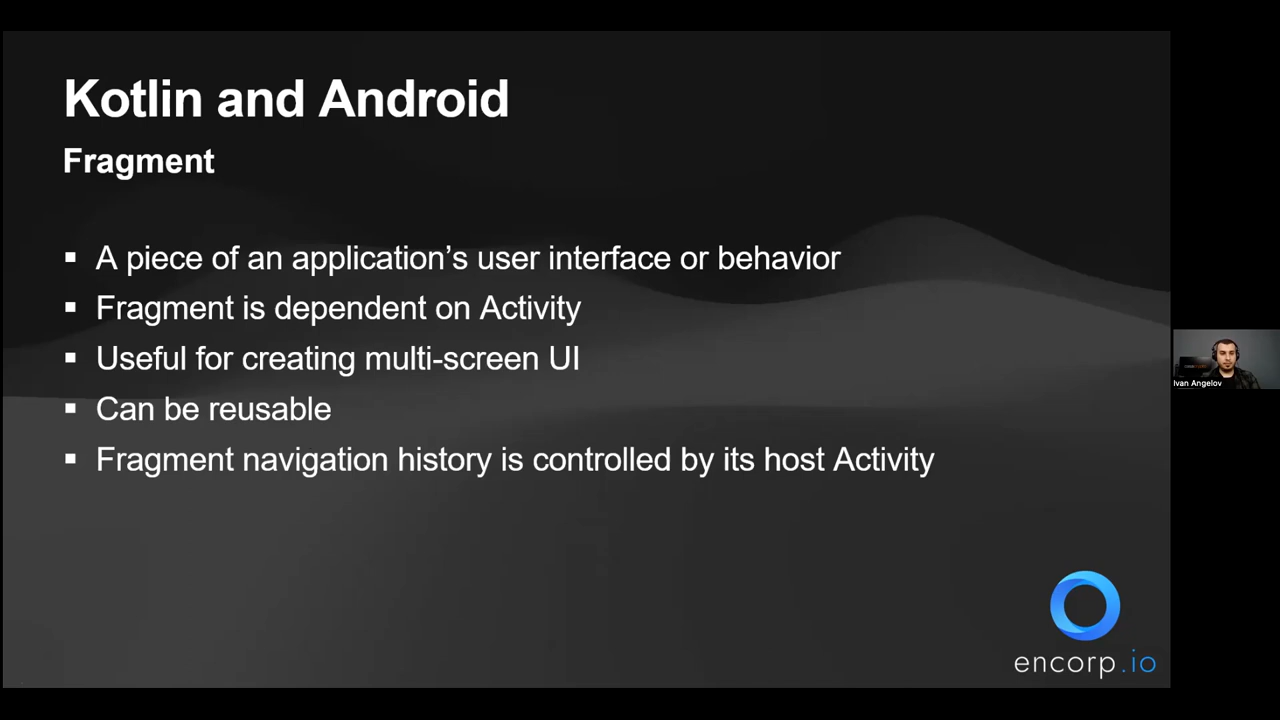 Kotlin and Android
Fragment
▪ A piece of an application’s user interface or behavior
▪ Fragment is dependent on Activity
▪ Useful for creating multi-screen UI
▪ Can be reusable
▪ Fragment navigation history is controlled by its host Activity
Ivan Angelov
encorp.io